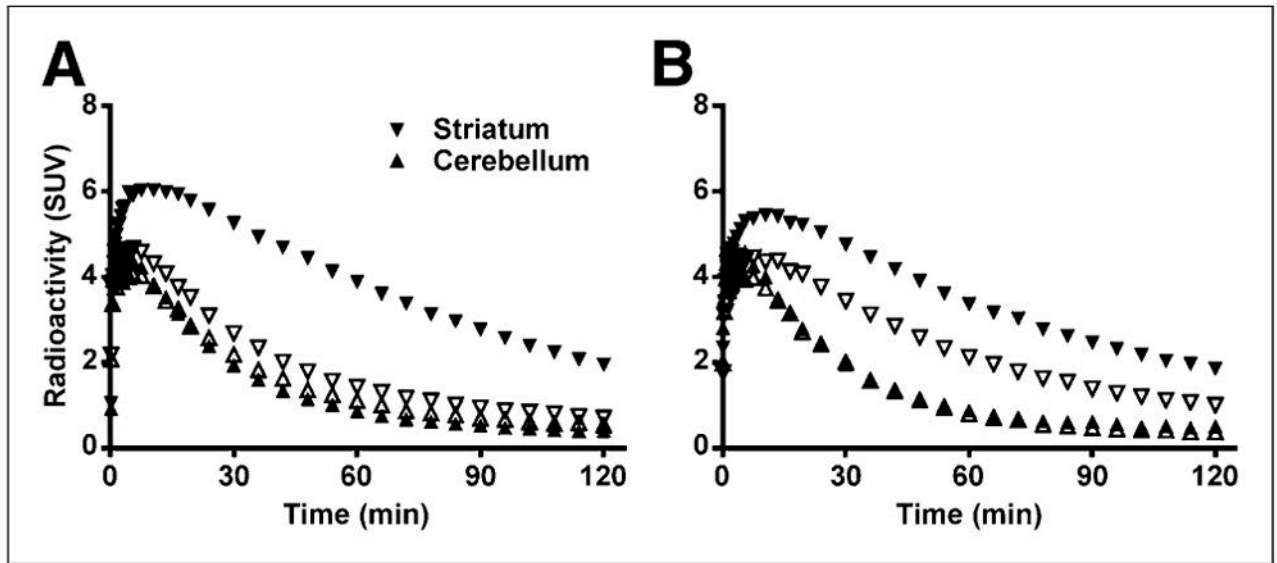 A
B
8
6
4
2
0
Radioactivity (SUV)
▼ Striatum
▲ Cerebellum
0 30 60 90 120
Time (min)
8
6
4
2
0
0 30 60 90 120
Time (min)